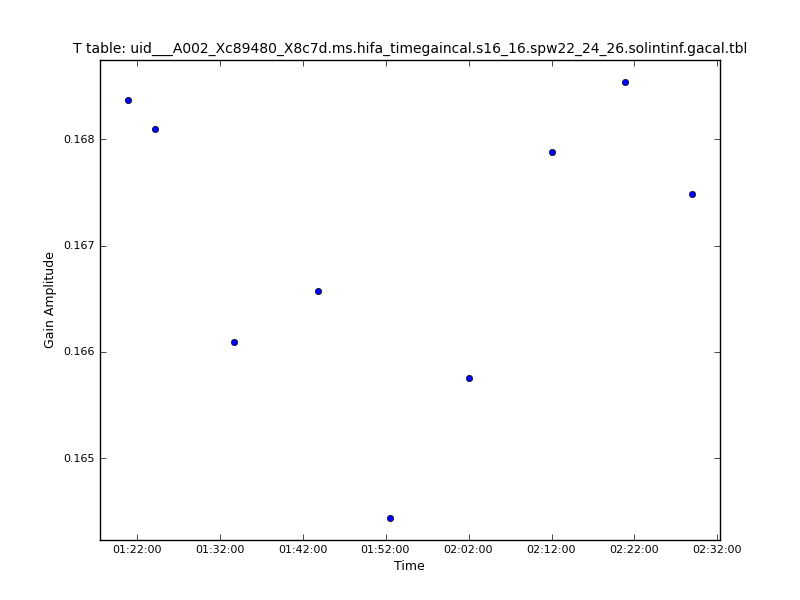 T table: uid___A002_Xc89480_X8c7d.ms.hifa_timegaincal.s16_16.spw22_24_26.solintinf.gacal.tbl
0.168
0.167
0.166
0.165
Gain Amplitude
01:22:00 01:32:00 01:42:00 01:52:00 02:02:00 02:12:00 02:22:00 02:32:00
Time